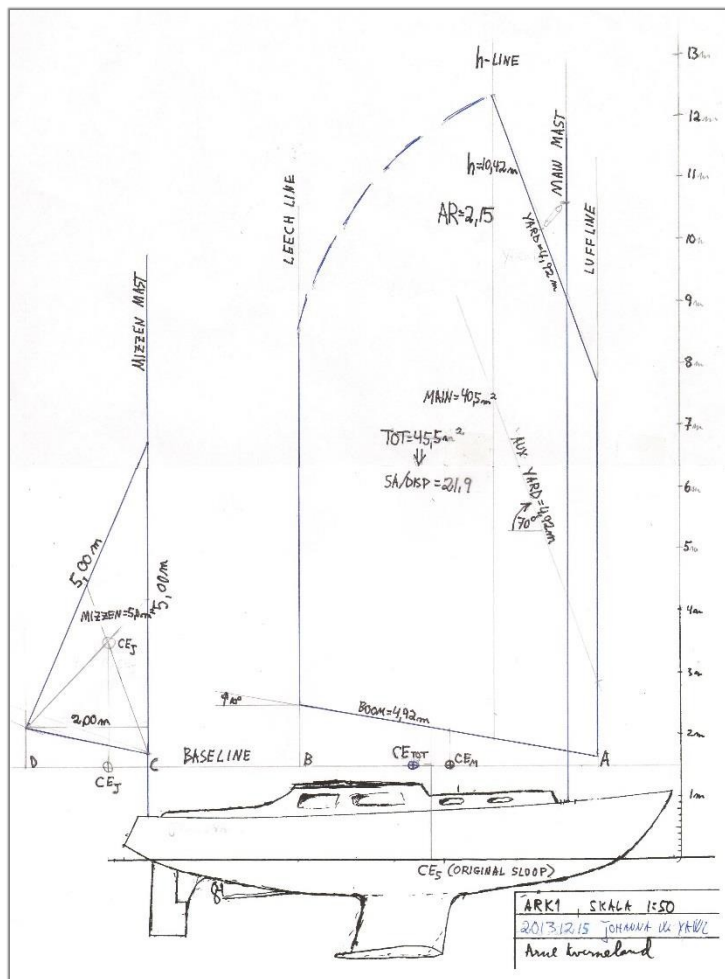 h-LINE
13m
12m
11m
10m
9m
8m
7m
6m
5m
4m
3m
2m
1m
MAIN MAST
h=10,42m
AR=2,15
YARD=4,92m
LEECH LINE
LUFF LINE
MIZZEN MAST
MAIN=40,5m²
TOT=45,5m²
⇓
SA/DISP=21,9
AUX. YARD=4,92m
70°
5,00m
5,00m
MIZZEN=5,0m²
CEJ
2,00m
10°
BOOM=4,92m
D
CEJ
C
BASELINE
B
CETOT
CEM
A
CES (ORIGINAL SLOOP)
ARK1 SKALA 1:50
2013.12.15 JOHANNA YAWL
Arne Kverneland